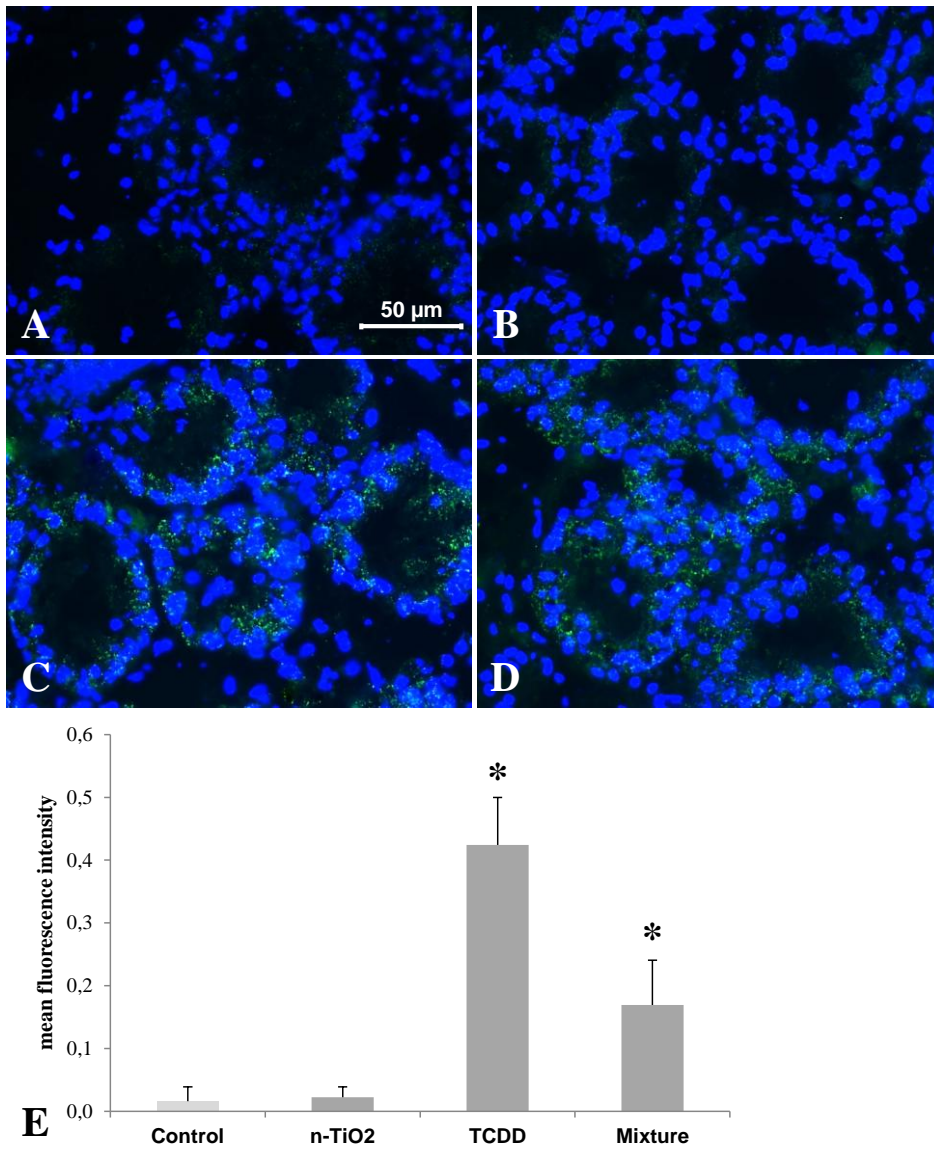 A
50 µm
B
C
D
0,6
0,5
0,4
0,3
0,2
0,1
0,0
mean fluorescence intensity
*
*
E
Control
n-TiO2
TCDD
Mixture